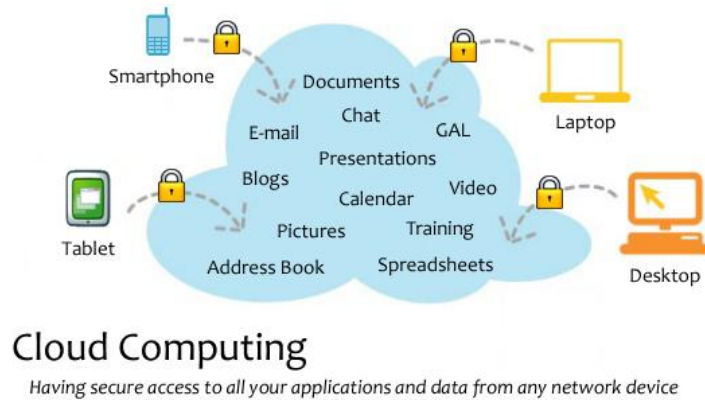 Smartphone
Documents
Chat
E-mail
GAL
Laptop
Presentations
Blogs
Video
Calendar
Tablet
Pictures
Training
Address Book
Spreadsheets
Desktop
Cloud Computing
Having secure access to all your applications and data from any network device